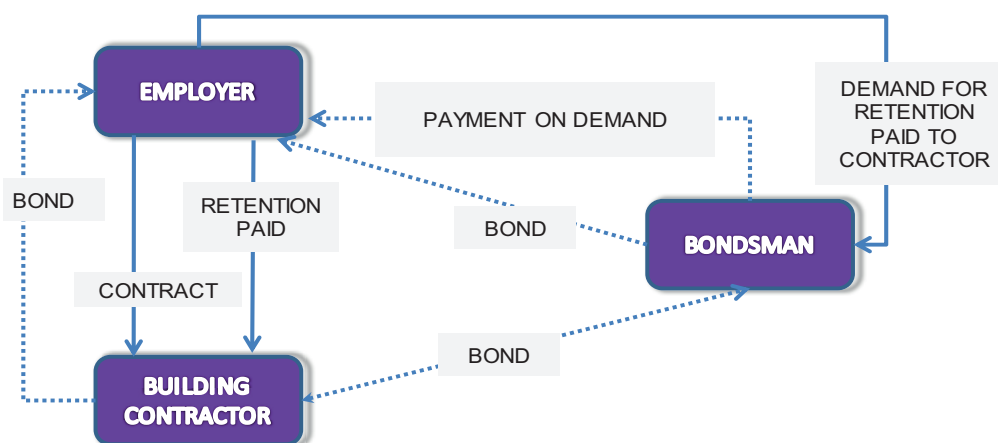 EMPLOYER
PAYMENT ON DEMAND
DEMAND FOR
RETENTION
PAID TO
CONTRACTOR
BOND
RETENTION
PAID
BOND
BONDSMAN
CONTRACT
BOND
BUILDING
CONTRACTOR